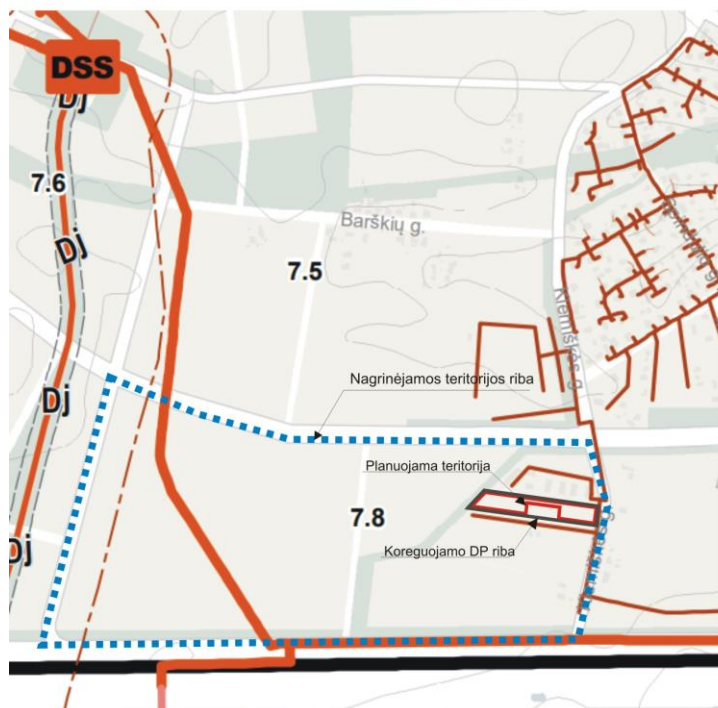 DSS
Dj
7.6
Dj
Barškių g.
7.5
Kremiškės g.
Nagrinėjamos teritorijos riba
Dj
Planuojama teritorija
7.8
Koreguojamo DP riba
Dj